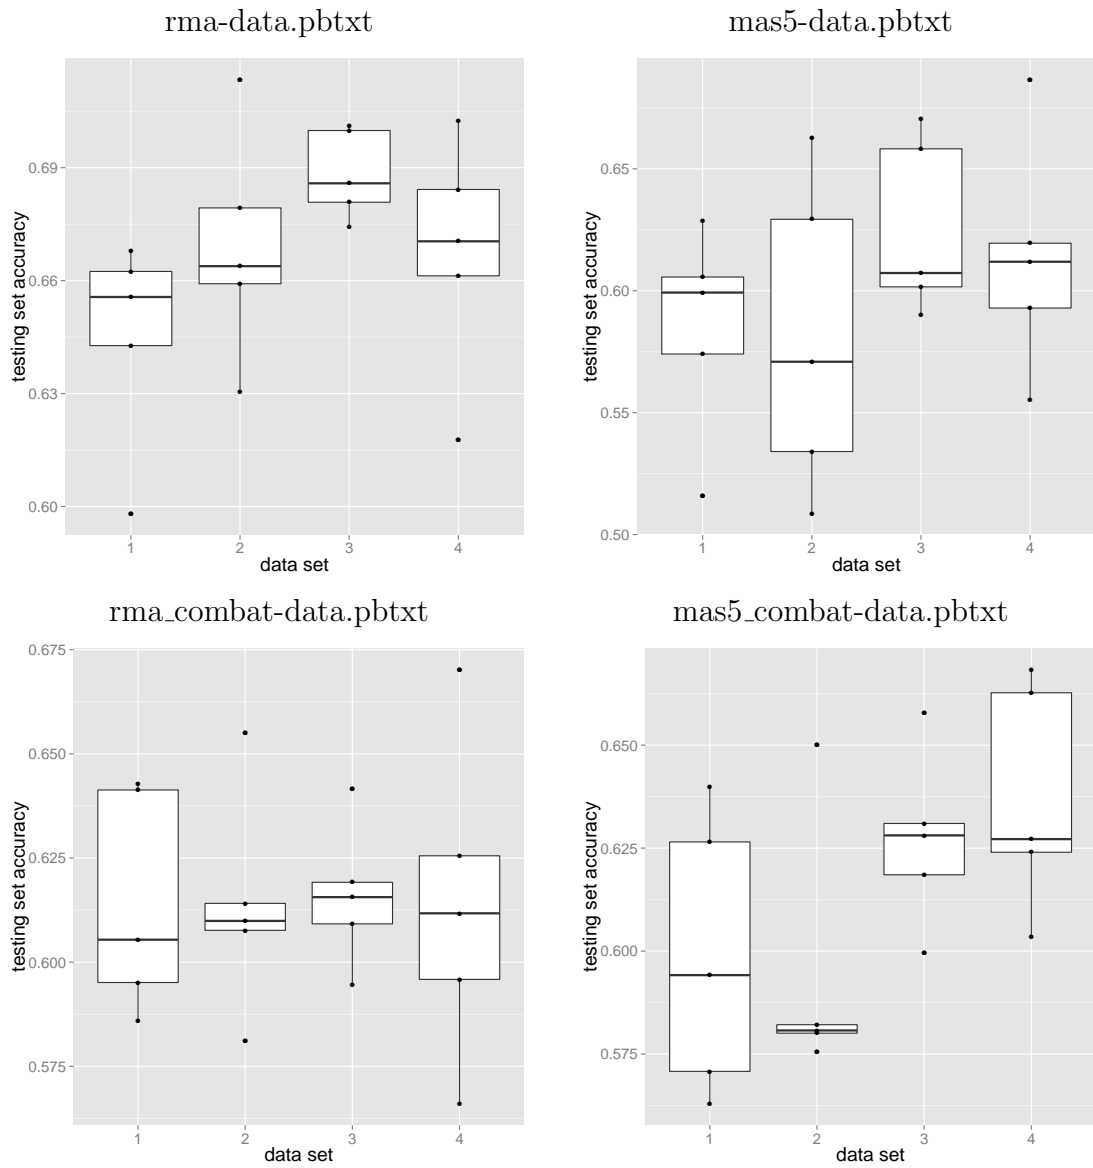 rma-data.pbtxt
testing set accuracy
0.69
0.66
0.63
0.60
1 2 3 4
data set
mas5-data.pbtxt
testing set accuracy
0.65
0.60
0.55
0.50
1 2 3 4
data set
rma_combat-data.pbtxt
testing set accuracy
0.675
0.650
0.625
0.600
0.575
1 2 3 4
data set
mas5_combat-data.pbtxt
testing set accuracy
0.650
0.625
0.600
0.575
1 2 3 4
data set